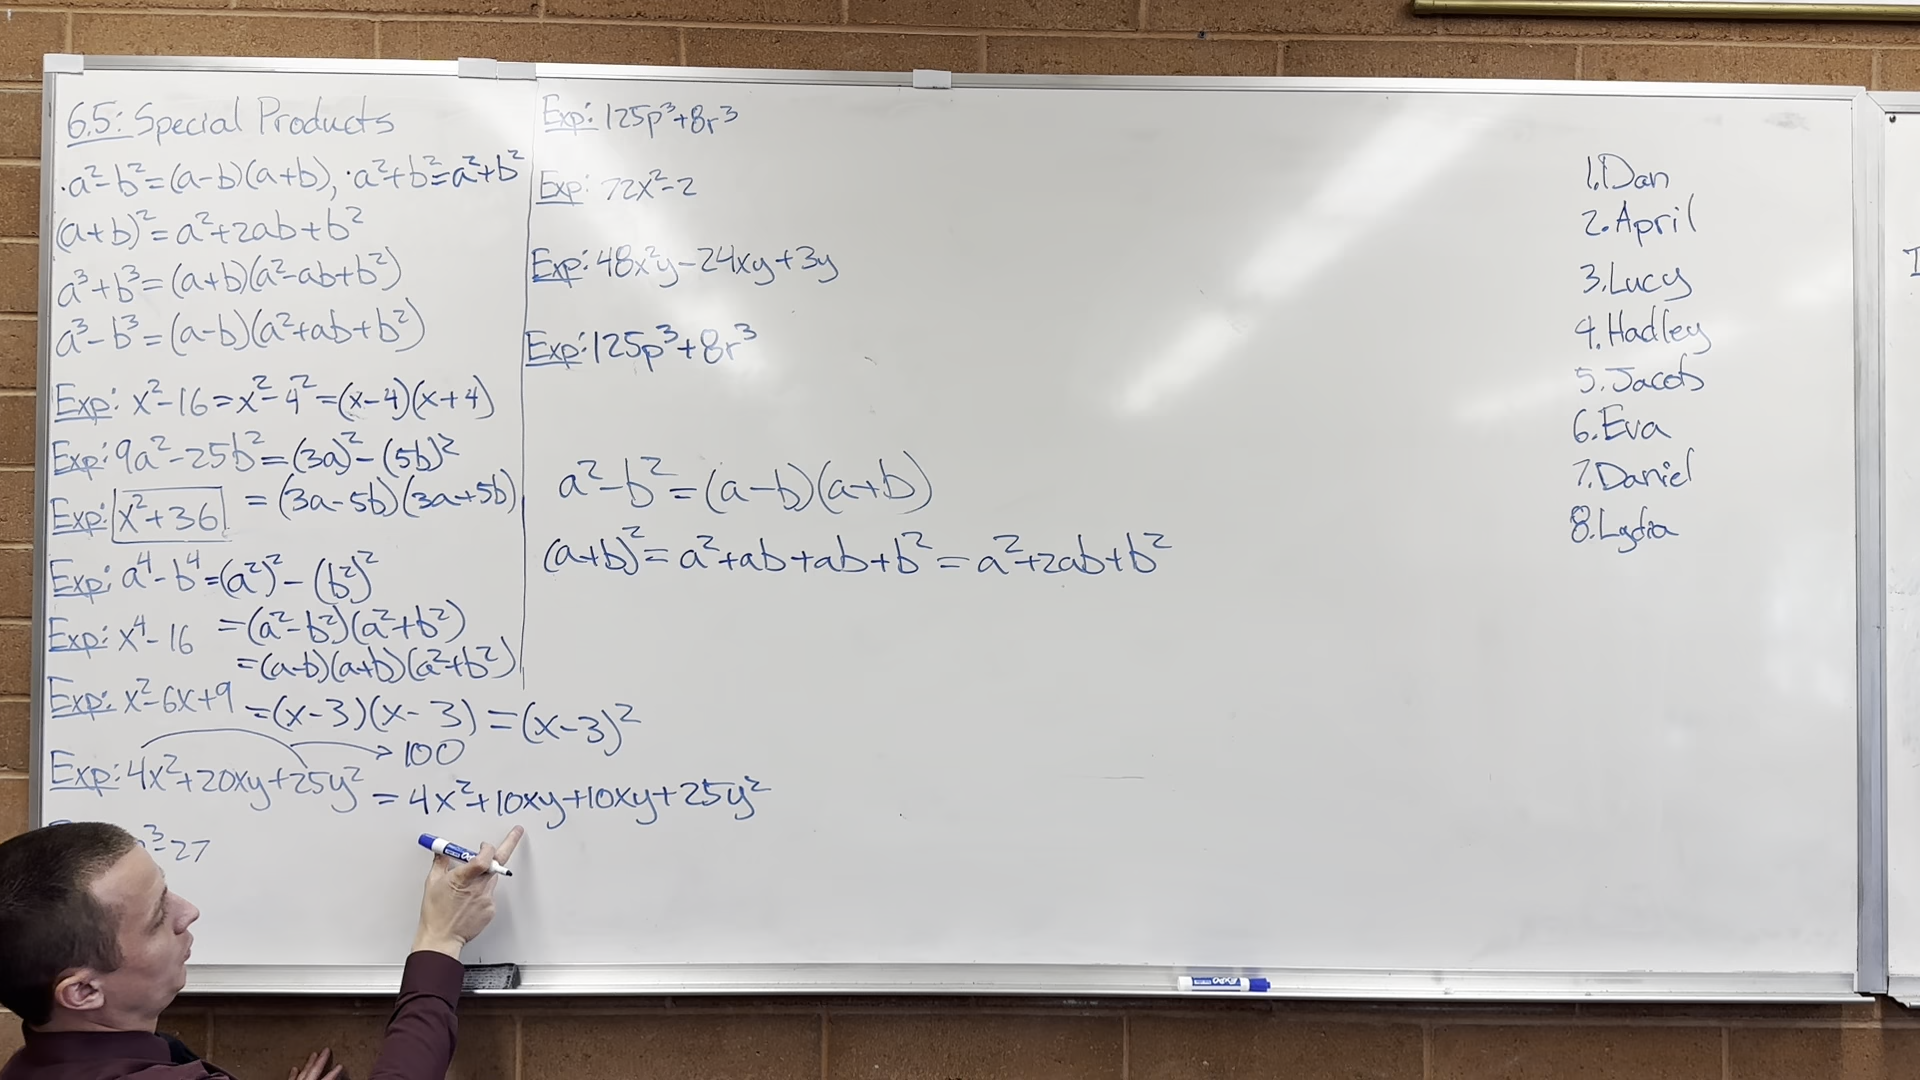 6.5: Special Products
·a²-b²=(a-b)(a+b), ·a²+b²=a²+b²
(a+b)²=a²+2ab+b²
a³+b³=(a+b)(a²-ab+b²)
a³-b³=(a-b)(a²+ab+b²)
Exp: x²-16=x²-4²=(x-4)(x+4)
Exp: 9a²-25b²=(3a)²-(5b)²
=(3a-5b)(3a+5b)
Exp: x²+36
Exp: a⁴-b⁴=(a²)²-(b²)²
=(a²-b²)(a²+b²)
=(a-b)(a+b)(a²+b²)
Exp: x⁴-16
Exp: x²-6x+9=(x-3)(x-3)=(x-3)²
100
Exp: 4x²+20xy+25y²=4x²+10xy+10xy+25y²
³-27
Exp: 125p³+8r³
Exp: 72x²-2
Exp: 48x²y-24xy+3y
Exp: 125p³+8r³
a²-b²=(a-b)(a+b)
(a+b)²=a²+ab+ab+b²=a²+2ab+b²
1. Dan
2. April
3. Lucy
4. Hadley
5. Jacob
6. Eva
7. Daniel
8. Lydia